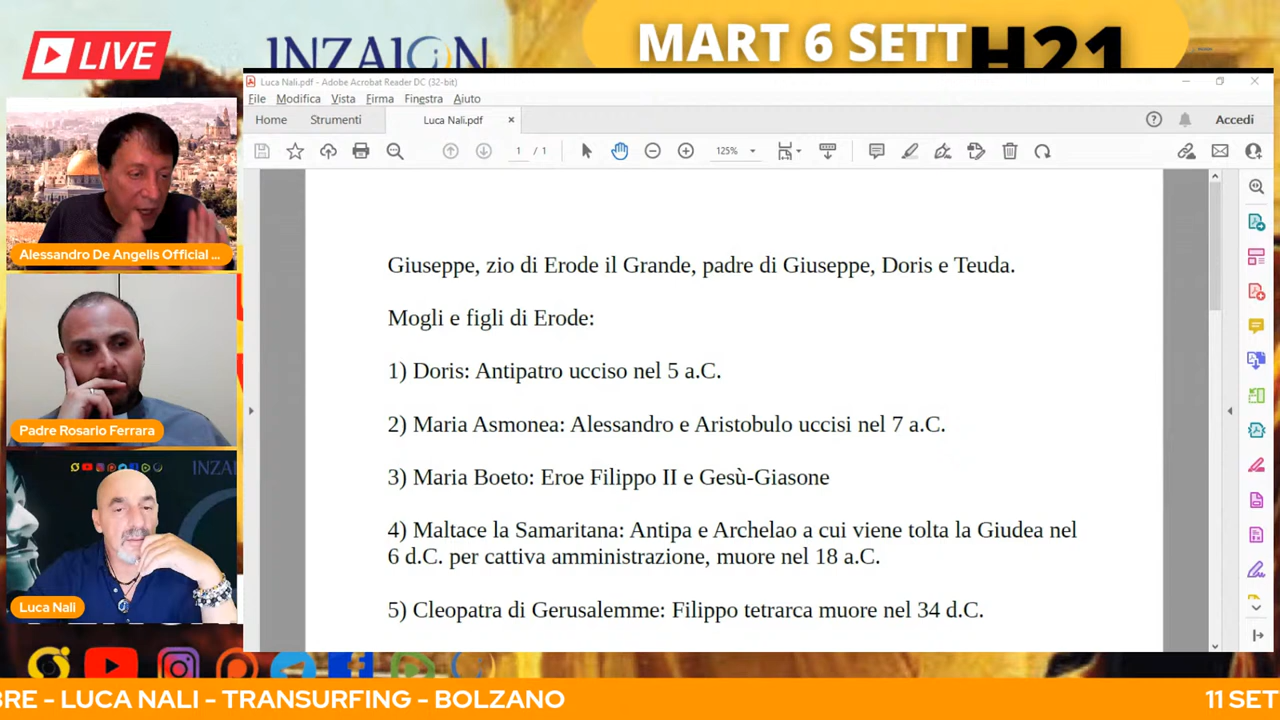 LIVE
INZAION
MART 6 SETT H21
Luca Nali.pdf - Adobe Acrobat Reader DC (32-bit)
File Modifica Vista Firma Finestra Aiuto
Home Strumenti Luca Nali.pdf × Accedi
1 / 1 125%
Alessandro De Angelis Official ...
Padre Rosario Ferrara
INZAI
Luca Nali
Giuseppe, zio di Erode il Grande, padre di Giuseppe, Doris e Teuda.
Mogli e figli di Erode:
1) Doris: Antipatro ucciso nel 5 a.C.
2) Maria Asmonea: Alessandro e Aristobulo uccisi nel 7 a.C.
3) Maria Boeto: Eroe Filippo II e Gesù-Giasone
4) Maltace la Samaritana: Antipa e Archelao a cui viene tolta la Giudea nel
6 d.C. per cattiva amministrazione, muore nel 18 a.C.
5) Cleopatra di Gerusalemme: Filippo tetrarca muore nel 34 d.C.
BRE - LUCA NALI - TRANSURFING - BOLZANO 11 SET